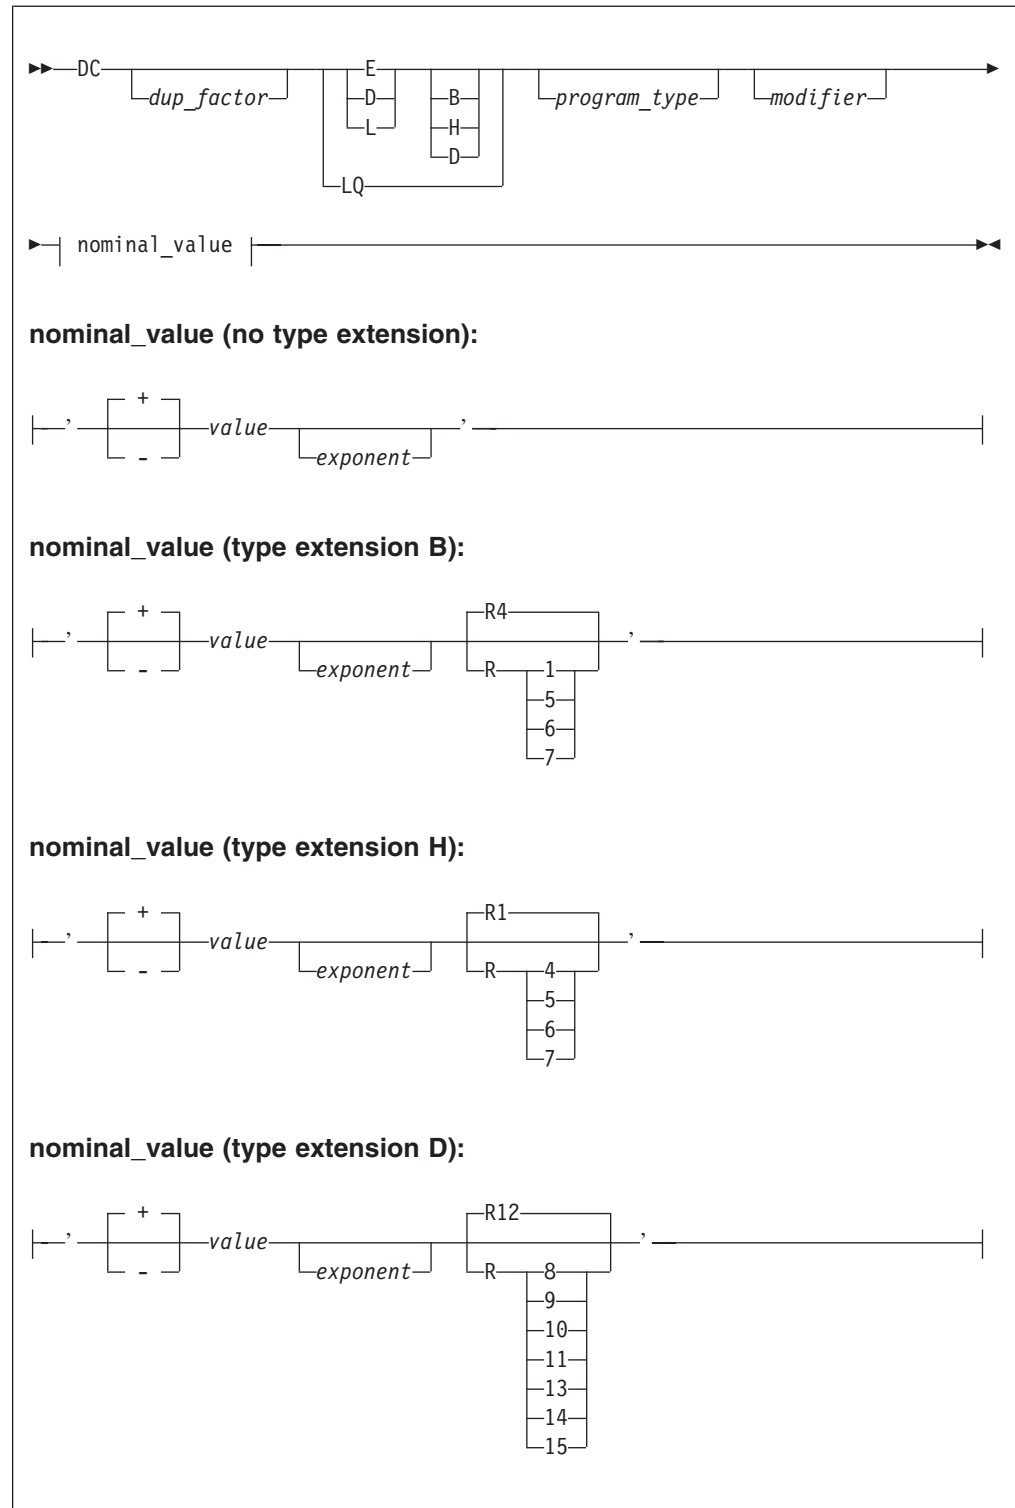 DC E
dup_factor D B program_type modifier
L H
D
LQ
nominal_value
nominal_value (no type extension):
+
' value '
- exponent
nominal_value (type extension B):
+ R4
' value '
- exponent R 1
5
6
7
nominal_value (type extension H):
+ R1
' value '
- exponent R 4
5
6
7
nominal_value (type extension D):
+ R12
' value '
- exponent R 8
9
10
11
13
14
15